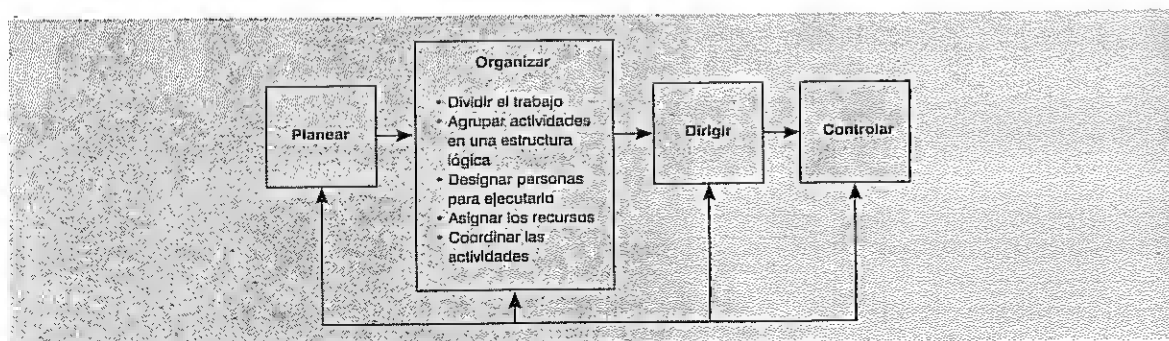 Planear
Organizar
• Dividir el trabajo
• Agrupar actividades
en una estructura
lógica
• Designar personas
para ejecutarlo
• Asignar los recursos
• Coordinar las
actividades
Dirigir
Controlar